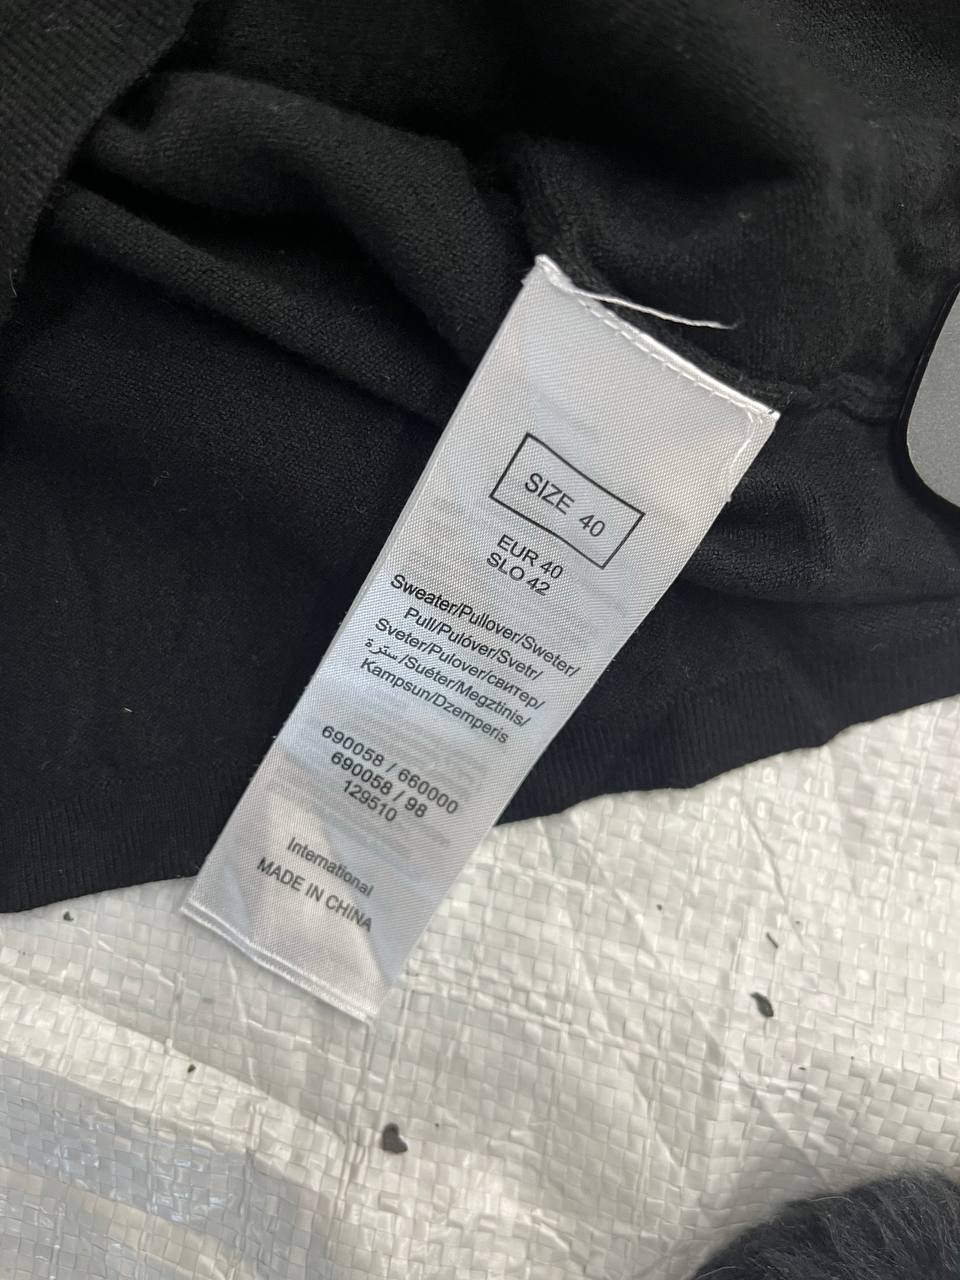 SIZE 40
EUR 40
SLO 42
Sweater/Pullover/Sweter/
Pull/Pulóver/Svetr/
Sveter/Pulover/свитер/
سترة/Suéter/Megztinis/
Kampsun/Dzemperis
690058 / 660000
690058 / 98
129510
International
MADE IN CHINA